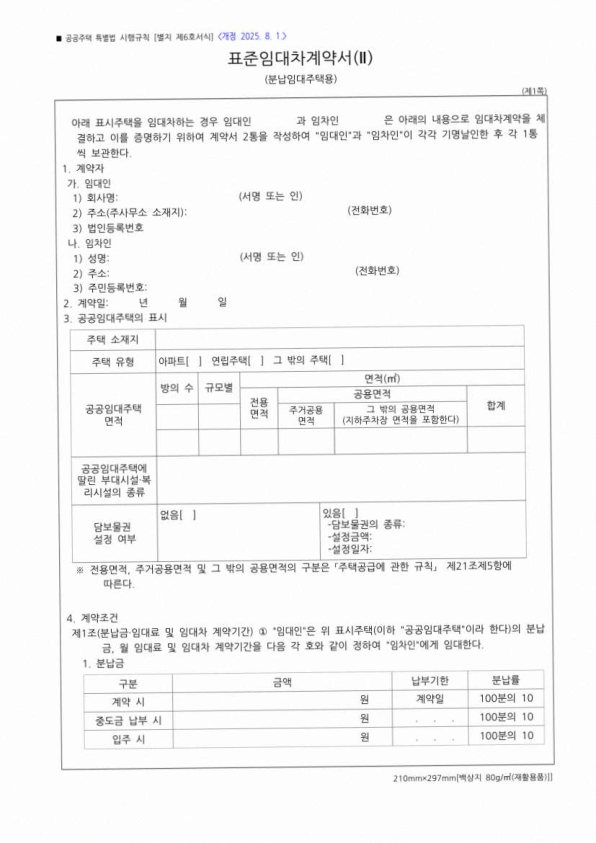 ■ 공공주택 특별법 시행규칙 [별지 제6호서식] <개정 2025. 8. 1.>
표준임대차계약서(Ⅱ)
(분납임대주택용)
(제1쪽)
아래 표시주택을 임대차하는 경우 임대인 과 임차인 은 아래의 내용으로 임대차계약을 체
결하고 이를 증명하기 위하여 계약서 2통을 작성하여 "임대인"과 "임차인"이 각각 기명날인한 후 각 1통
씩 보관한다.
1. 계약자
가. 임대인
1) 회사명: (서명 또는 인)
2) 주소(주사무소 소재지): (전화번호)
3) 법인등록번호
나. 임차인
1) 성명: (서명 또는 인)
2) 주소: (전화번호)
3) 주민등록번호:
2. 계약일: 년 월 일
3. 공공임대주택의 표시
주택 소재지
주택 유형 아파트[ ] 연립주택[ ] 그 밖의 주택[ ]
공공임대주택
면적
방의 수 규모별 면적(㎡)
전용
면적
공용면적
합계
주거공용
면적
그 밖의 공용면적
(지하주차장 면적을 포함한다)
공공임대주택에
딸린 부대시설·복
리시설의 종류
담보물권
설정 여부
없음[ ] 있음[ ]
-담보물권의 종류:
-설정금액:
-설정일자:
※ 전용면적, 주거공용면적 및 그 밖의 공용면적의 구분은 「주택공급에 관한 규칙」 제21조제5항에
따른다.
4. 계약조건
제1조(분납금·임대료 및 임대차 계약기간) ① "임대인"은 위 표시주택(이하 "공공임대주택"이라 한다)의 분납
금, 월 임대료 및 임대차 계약기간을 다음 각 호와 같이 정하여 "임차인"에게 임대한다.
1. 분납금
구분 금액 납부기한 분납률
계약 시 원 계약일 100분의 10
중도금 납부 시 원 . . . 100분의 10
입주 시 원 . . . 100분의 10
210mm×297mm[백상지 80g/㎡(재활용품)]